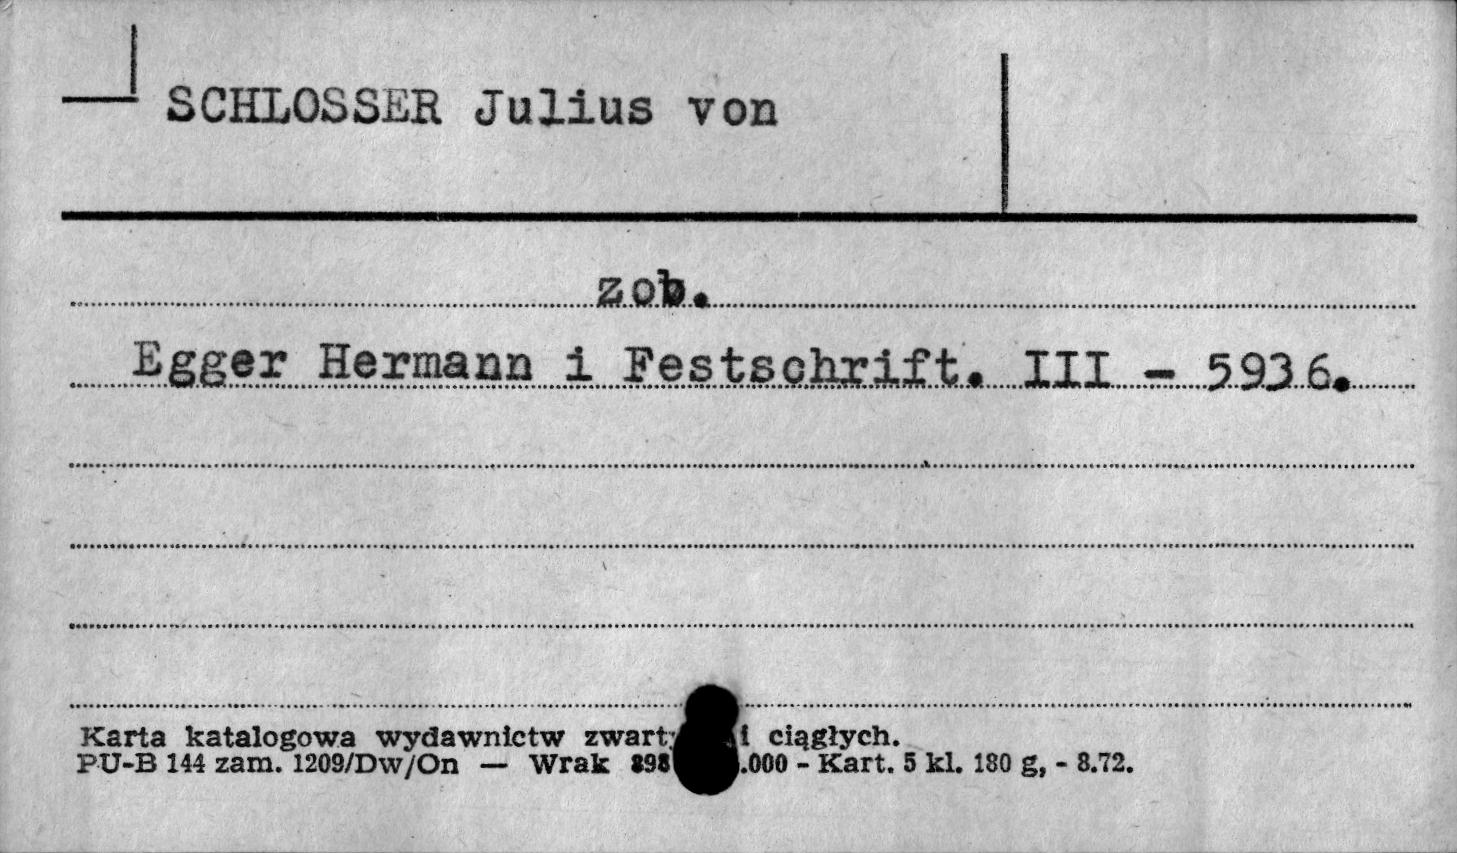 SCHLOSSER Julius von
zob.
Egger Hermann i Festschrift. III - 5936.
Karta katalogowa wydawnictw i ciągłych.
PU-B 144 zam. 1209/Dw/On — Wrak .000 - Kart. 5 kl. 180 g, - 8.72.